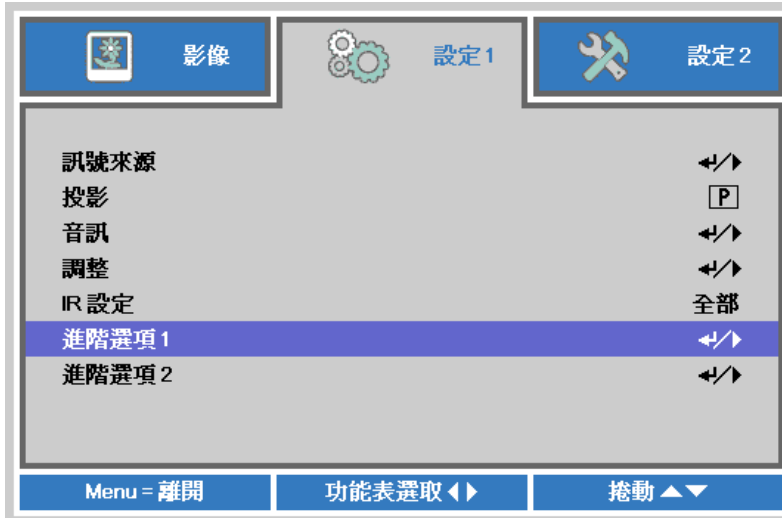 影像
設定1
設定2
訊號來源
投影 P
音訊
調整
IR 設定 全部
進階選項1
進階選項2
Menu = 離開
功能表選取
捲動